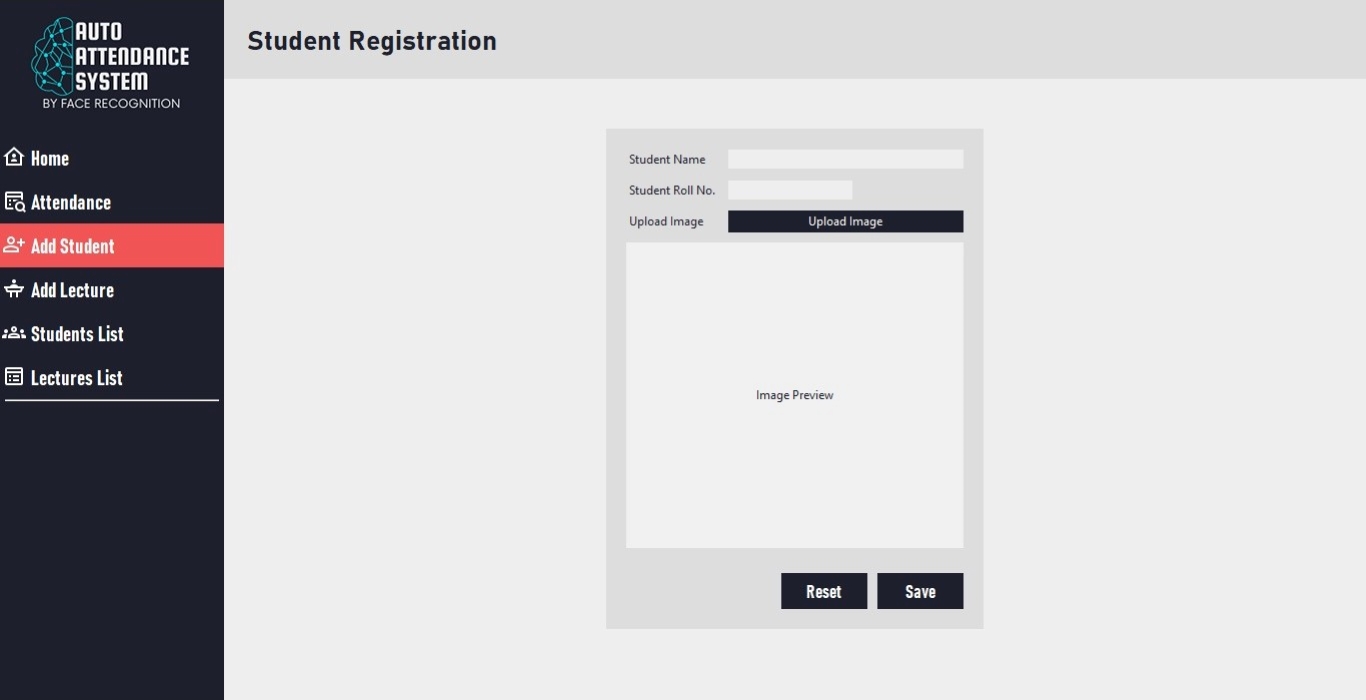 AUTO
ATTENDANCE
SYSTEM
BY FACE RECOGNITION
Home
Attendance
Add Student
Add Lecture
Students List
Lectures List
Student Registration
Student Name
Student Roll No.
Upload Image Upload Image
Image Preview
Reset Save